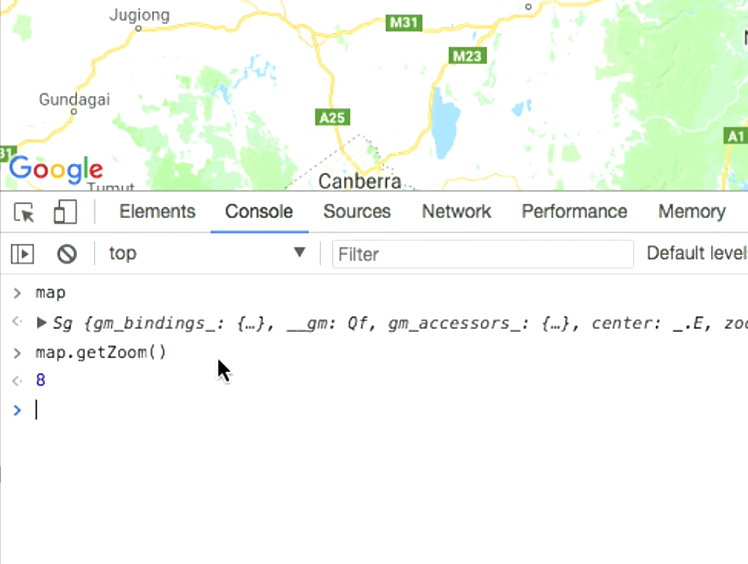 Jugiong
M31
M23
Gundagai
A25
A1
31
Google
Canberra
Tumut
Elements Console Sources Network Performance Memory
top ▼ Filter Default level
> map
<· ▶ Sg {gm_bindings_: {…}, __gm: Qf, gm_accessors_: {…}, center: _.E, zoo
> map.getZoom()
<· 8
>